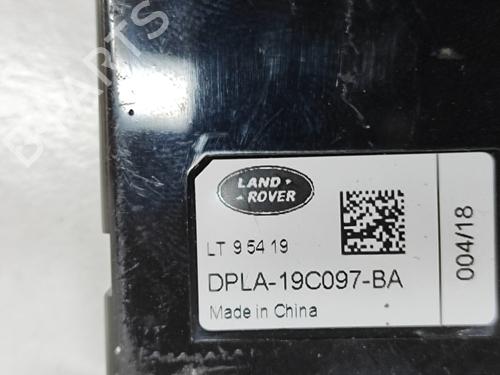 LAND
ROVER
LT 9 54 19
DPLA-19C097-BA
Made in China
004/18